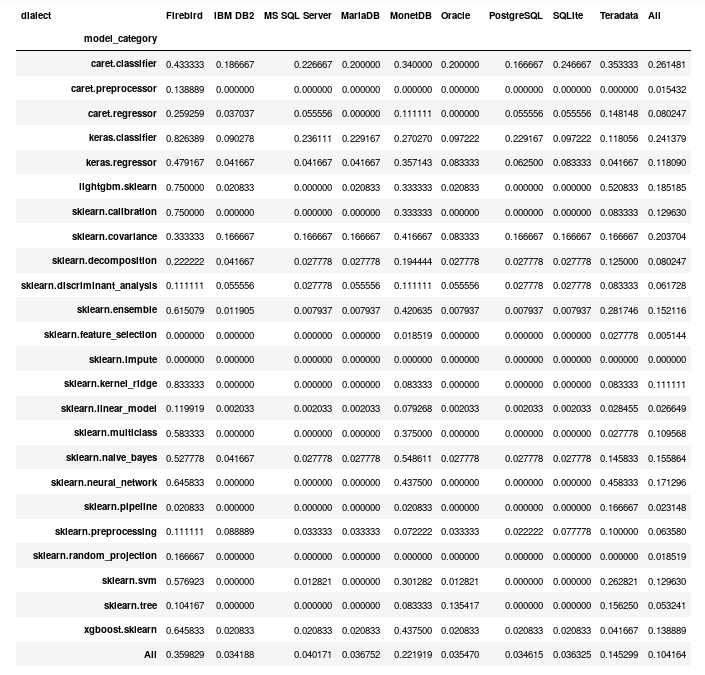 dialect Firebird IBM DB2 MS SQL Server MariaDB MonetDB Oracle PostgreSQL SQLite Teradata All
model_category
caret.classifier 0.433333 0.186667 0.226667 0.200000 0.340000 0.200000 0.166667 0.246667 0.353333 0.261481
caret.preprocessor 0.138889 0.000000 0.000000 0.000000 0.000000 0.000000 0.000000 0.000000 0.000000 0.015432
caret.regressor 0.259259 0.037037 0.055556 0.000000 0.111111 0.000000 0.055556 0.055556 0.148148 0.080247
keras.classifier 0.826389 0.090278 0.236111 0.229167 0.270270 0.097222 0.229167 0.097222 0.118056 0.241379
keras.regressor 0.479167 0.041667 0.041667 0.041667 0.357143 0.083333 0.062500 0.083333 0.041667 0.118090
lightgbm.sklearn 0.750000 0.020833 0.000000 0.020833 0.333333 0.020833 0.000000 0.000000 0.520833 0.185185
sklearn.calibration 0.750000 0.000000 0.000000 0.000000 0.333333 0.000000 0.000000 0.000000 0.083333 0.129630
sklearn.covariance 0.333333 0.166667 0.166667 0.166667 0.416667 0.083333 0.166667 0.166667 0.166667 0.203704
sklearn.decomposition 0.222222 0.041667 0.027778 0.027778 0.194444 0.027778 0.027778 0.027778 0.125000 0.080247
sklearn.discriminant_analysis 0.111111 0.055556 0.027778 0.055556 0.111111 0.055556 0.027778 0.027778 0.083333 0.061728
sklearn.ensemble 0.615079 0.011905 0.007937 0.007937 0.420635 0.007937 0.007937 0.007937 0.281746 0.152116
sklearn.feature_selection 0.000000 0.000000 0.000000 0.000000 0.018519 0.000000 0.000000 0.000000 0.027778 0.005144
sklearn.impute 0.000000 0.000000 0.000000 0.000000 0.000000 0.000000 0.000000 0.000000 0.000000 0.000000
sklearn.kernel_ridge 0.833333 0.000000 0.000000 0.000000 0.083333 0.000000 0.000000 0.000000 0.083333 0.111111
sklearn.linear_model 0.119919 0.002033 0.002033 0.002033 0.079268 0.002033 0.002033 0.002033 0.028455 0.026649
sklearn.multiclass 0.583333 0.000000 0.000000 0.000000 0.375000 0.000000 0.000000 0.000000 0.027778 0.109568
sklearn.naive_bayes 0.527778 0.041667 0.027778 0.027778 0.548611 0.027778 0.027778 0.027778 0.145833 0.155864
sklearn.neural_network 0.645833 0.000000 0.000000 0.000000 0.437500 0.000000 0.000000 0.000000 0.458333 0.171296
sklearn.pipeline 0.020833 0.000000 0.000000 0.000000 0.020833 0.000000 0.000000 0.000000 0.166667 0.023148
sklearn.preprocessing 0.111111 0.088889 0.033333 0.033333 0.072222 0.033333 0.022222 0.077778 0.100000 0.063580
sklearn.random_projection 0.166667 0.000000 0.000000 0.000000 0.000000 0.000000 0.000000 0.000000 0.000000 0.018519
sklearn.svm 0.576923 0.000000 0.012821 0.000000 0.301282 0.012821 0.000000 0.000000 0.262821 0.129630
sklearn.tree 0.104167 0.000000 0.000000 0.000000 0.083333 0.135417 0.000000 0.000000 0.156250 0.053241
xgboost.sklearn 0.645833 0.020833 0.020833 0.020833 0.437500 0.020833 0.020833 0.020833 0.041667 0.138889
All 0.359829 0.034188 0.040171 0.036752 0.221919 0.035470 0.034615 0.036325 0.145299 0.104164